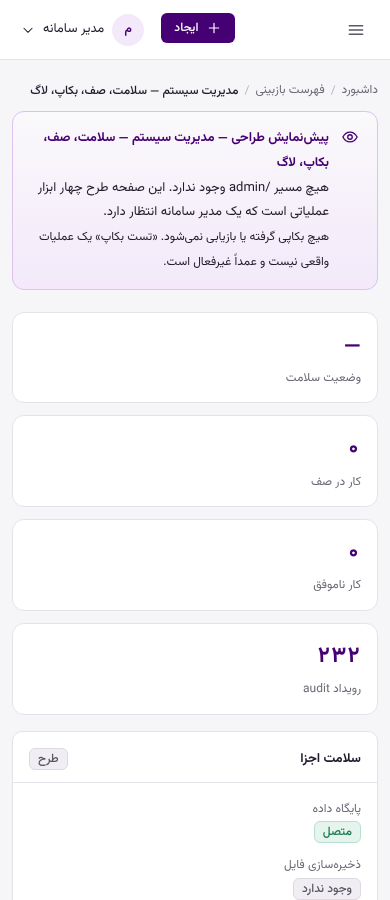 ایجاد
م مدیر سامانه
داشبورد / فهرست بازبینی / مدیریت سیستم — سلامت، صف، بکاپ، لاگ
پیش‌نمایش طراحی — مدیریت سیستم — سلامت، صف،
بکاپ، لاگ
هیچ مسیر /admin وجود ندارد. این صفحه طرح چهار ابزار
عملیاتی است که یک مدیر سامانه انتظار دارد.
هیچ بکاپی گرفته یا بازیابی نمی‌شود. «تست بکاپ» یک عملیات
واقعی نیست و عمداً غیرفعال است.
—
وضعیت سلامت
۰
کار در صف
۰
کار ناموفق
۲۳۲
رویداد audit
سلامت اجزا
طرح
پایگاه داده
متصل
ذخیره‌سازی فایل
وجود ندارد